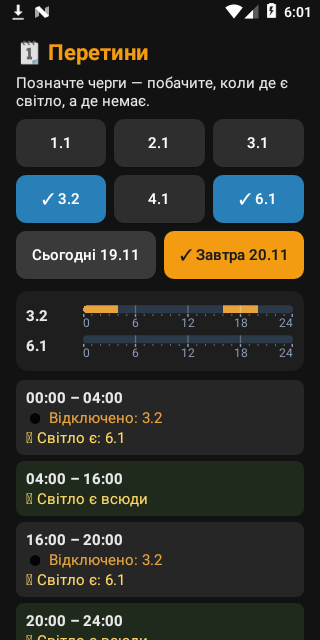 6:01
Перетини
Позначте черги — побачите, коли де є
світло, а де немає.
1.1
2.1
3.1
✓ 3.2
4.1
✓ 6.1
Сьогодні 19.11
✓ Завтра 20.11
3.2
0 6 12 18 24
6.1
0 6 12 18 24
00:00 – 04:00
Відключено: 3.2
Світло є: 6.1
04:00 – 16:00
Світло є всюди
16:00 – 20:00
Відключено: 3.2
Світло є: 6.1
20:00 – 24:00
Світло є всюди